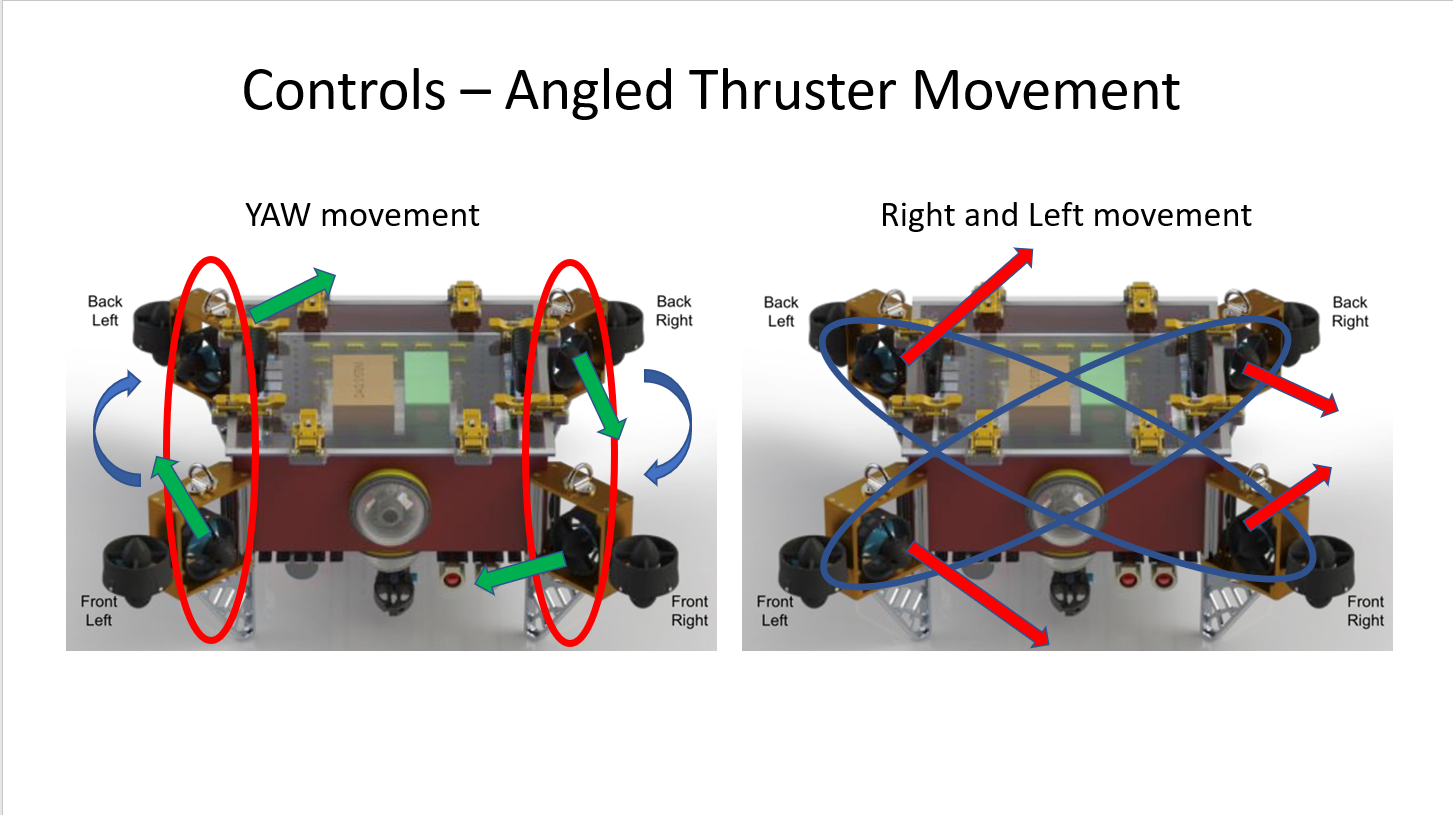 Controls – Angled Thruster Movement
YAW movement
Right and Left movement
Back
Left
Back
Right
Front
Left
Front
Right
Back
Left
Back
Right
Front
Left
Front
Right